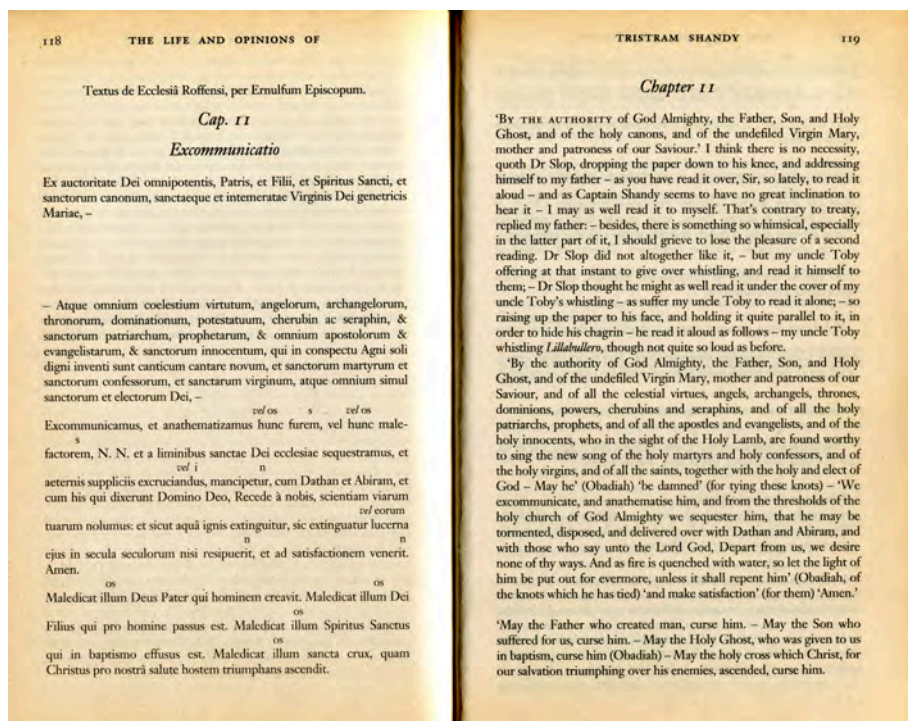 118 THE LIFE AND OPINIONS OF
Textus de Ecclesiâ Roffensi, per Ernulfum Episcopum.
Cap. 11
Excommunicatio
Ex auctoritate Dei omnipotentis, Patris, et Filii, et Spiritus Sancti, et
sanctorum canonum, sanctaeque et intemeratae Virginis Dei genetricis
Mariae, –
– Atque omnium coelestium virtutum, angelorum, archangelorum,
thronorum, dominationum, potestatuum, cherubin ac seraphin, &
sanctorum patriarchum, prophetarum, & omnium apostolorum &
evangelistarum, & sanctorum innocentum, qui in conspectu Agni soli
digni inventi sunt canticum cantare novum, et sanctorum martyrum et
sanctorum confessorum, et sanctarum virginum, atque omnium simul
sanctorum et electorum Dei, –
vel os s vel os
Excommunicamus, et anathematizamus hunc furem, vel hunc male-
s
factorem, N. N. et a liminibus sanctae Dei ecclesiae sequestramus, et
vel i n
aeternis suppliciis excruciandus, mancipetur, cum Dathan et Abiram, et
cum his qui dixerunt Domino Deo, Recede à nobis, scientiam viarum
vel eorum
tuarum nolumus: et sicut aquâ ignis extinguitur, sic extinguatur lucerna
n n
ejus in secula seculorum nisi resipuerit, et ad satisfactionem venerit.
Amen.
os os
Maledicat illum Deus Pater qui hominem creavit. Maledicat illum Dei
os
Filius qui pro homine passus est. Maledicat illum Spiritus Sanctus
os
qui in baptismo effusus est. Maledicat illum sancta crux, quam
Christus pro nostrâ salute hostem triumphans ascendit.
TRISTRAM SHANDY 119
Chapter 11
‘BY THE AUTHORITY of God Almighty, the Father, Son, and Holy
Ghost, and of the holy canons, and of the undefiled Virgin Mary,
mother and patroness of our Saviour.’ I think there is no necessity,
quoth Dr Slop, dropping the paper down to his knee, and addressing
himself to my father – as you have read it over, Sir, so lately, to read it
aloud – and as Captain Shandy seems to have no great inclination to
hear it – I may as well read it to myself. That’s contrary to treaty,
replied my father: – besides, there is something so whimsical, especially
in the latter part of it, I should grieve to lose the pleasure of a second
reading. Dr Slop did not altogether like it, – but my uncle Toby
offering at that instant to give over whistling, and read it himself to
them; – Dr Slop thought he might as well read it under the cover of my
uncle Toby’s whistling – as suffer my uncle Toby to read it alone; – so
raising up the paper to his face, and holding it quite parallel to it, in
order to hide his chagrin – he read it aloud as follows – my uncle Toby
whistling Lillabullero, though not quite so loud as before.
‘By the authority of God Almighty, the Father, Son, and Holy
Ghost, and of the undefiled Virgin Mary, mother and patroness of our
Saviour, and of all the celestial virtues, angels, archangels, thrones,
dominions, powers, cherubins and seraphins, and of all the holy
patriarchs, prophets, and of all the apostles and evangelists, and of the
holy innocents, who in the sight of the Holy Lamb, are found worthy
to sing the new song of the holy martyrs and holy confessors, and of
the holy virgins, and of all the saints, together with the holy and elect of
God – May he’ (Obadiah) ‘be damned’ (for tying these knots) – ‘We
excommunicate, and anathematise him, and from the thresholds of the
holy church of God Almighty we sequester him, that he may be
tormented, disposed, and delivered over with Dathan and Abiram, and
with those who say unto the Lord God, Depart from us, we desire
none of thy ways. And as fire is quenched with water, so let the light of
him be put out for evermore, unless it shall repent him’ (Obadiah, of
the knots which he has tied) ‘and make satisfaction’ (for them) ‘Amen.’
‘May the Father who created man, curse him. – May the Son who
suffered for us, curse him. – May the Holy Ghost, who was given to us
in baptism, curse him (Obadiah) – May the holy cross which Christ, for
our salvation triumphing over his enemies, ascended, curse him.